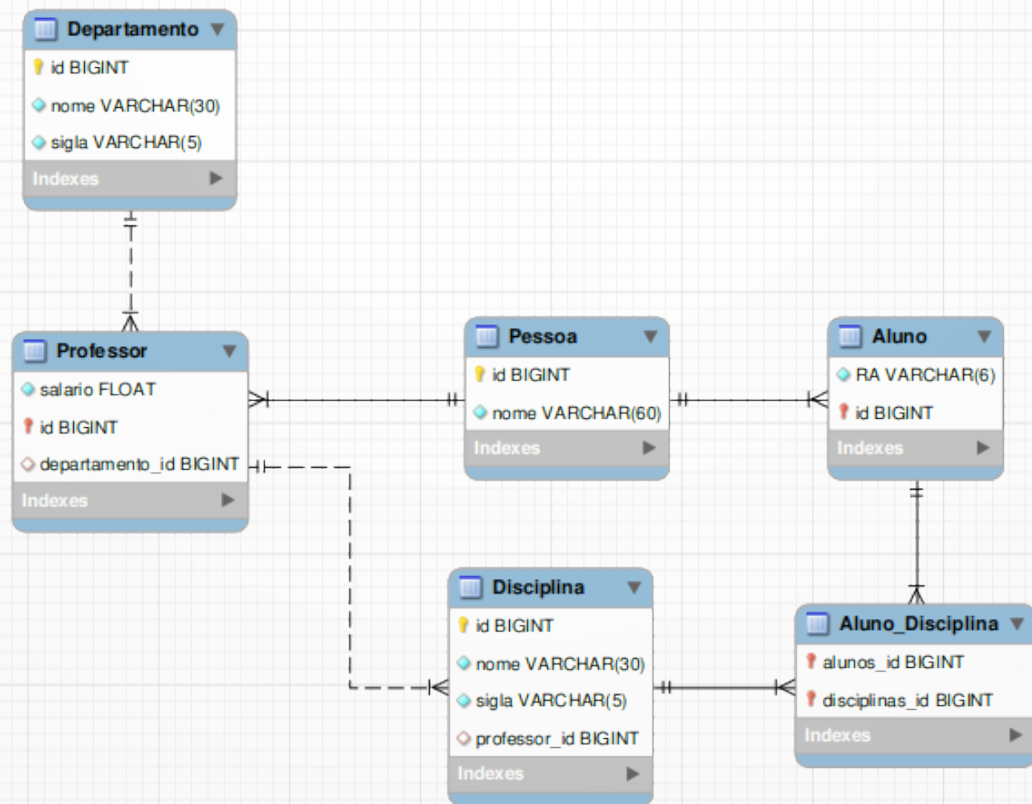 Departamento
id BIGINT
nome VARCHAR(30)
sigla VARCHAR(5)
Indexes
Professor
salario FLOAT
id BIGINT
departamento_id BIGINT
Indexes
Pessoa
id BIGINT
nome VARCHAR(60)
Indexes
Aluno
RA VARCHAR(6)
id BIGINT
Indexes
Disciplina
id BIGINT
nome VARCHAR(30)
sigla VARCHAR(5)
professor_id BIGINT
Indexes
Aluno_Disciplina
alunos_id BIGINT
disciplinas_id BIGINT
Indexes